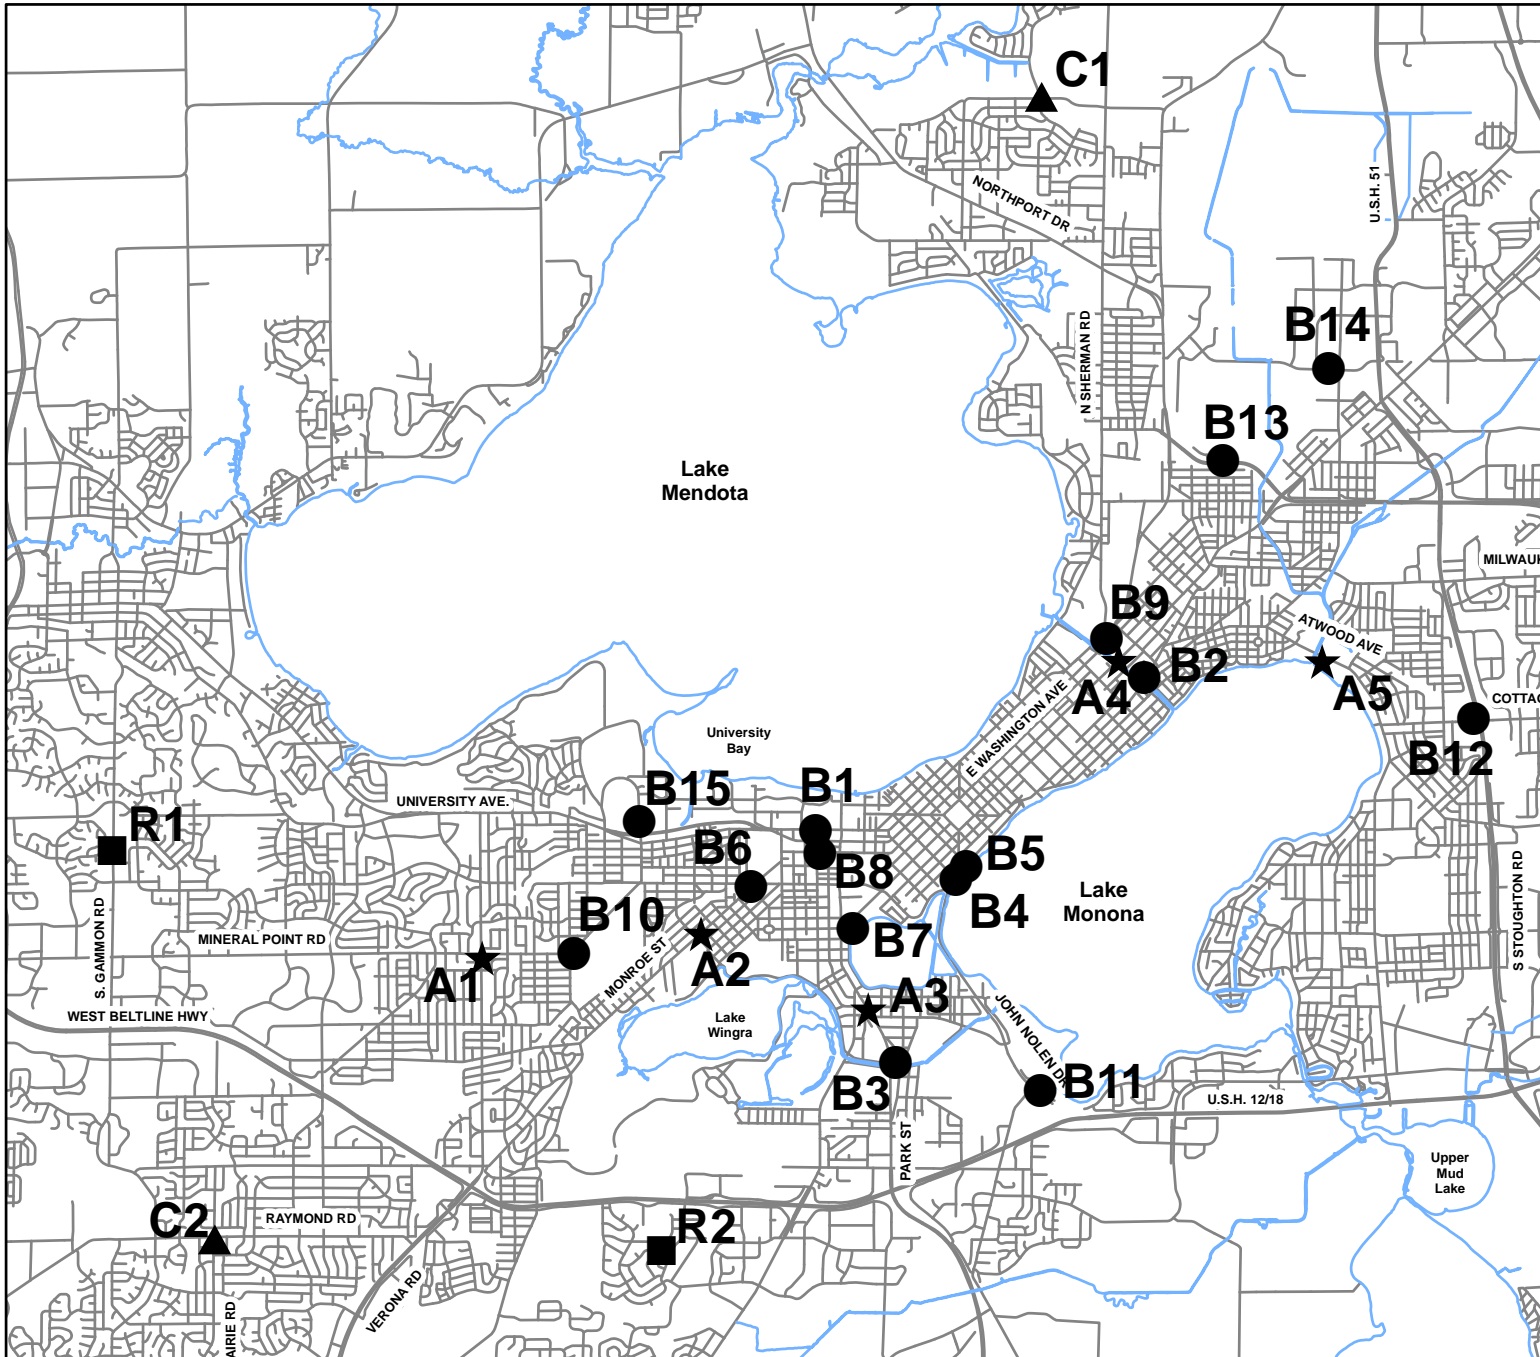 C1
NORTHPORT DR
U.S.H. 51
B14
N SHERMAN RD
B13
Lake
Mendota
MILWAUK
B9
ATWOOD AVE
B2
A4
A5
E WASHINGTON AVE
COTTAG
University
Bay
B12
B15
B1
UNIVERSITY AVE.
R1
B6
B8
B5
B4
Lake
Monona
S STOUGHTON RD
S. GAMMON RD
MINERAL POINT RD
B10
MONROE ST
B7
A1
A2
A3
WEST BELTLINE HWY
Lake
Wingra
JOHN NOLEN DR
B3
B11
U.S.H. 12/18
PARK ST
Upper
Mud
Lake
C2
RAYMOND RD
R2
VERONA RD
AIRIE RD